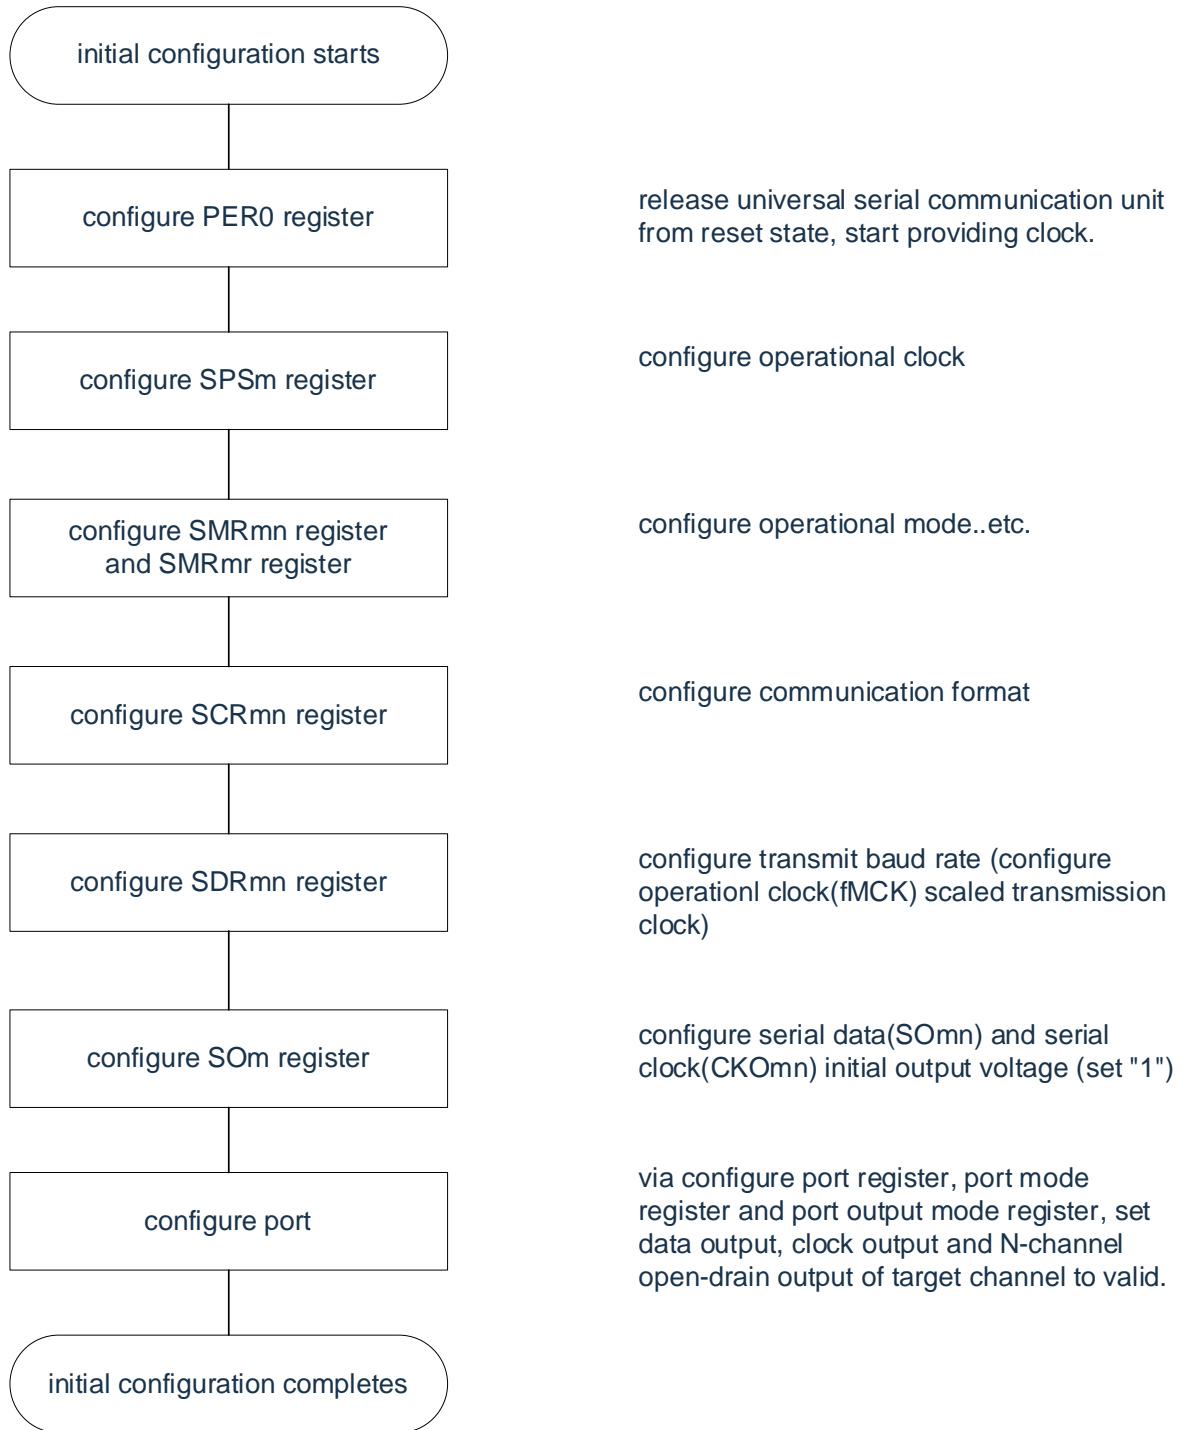 initial configuration starts
configure PER0 register
release universal serial communication unit
from reset state, start providing clock.
configure SPSm register
configure operational clock
configure SMRmn register
and SMRmr register
configure operational mode..etc.
configure SCRmn register
configure communication format
configure SDRmn register
configure transmit baud rate (configure
operationl clock(fMCK) scaled transmission
clock)
configure SOm register
configure serial data(SOmn) and serial
clock(CKOmn) initial output voltage (set "1")
configure port
via configure port register, port mode
register and port output mode register, set
data output, clock output and N-channel
open-drain output of target channel to valid.
initial configuration completes